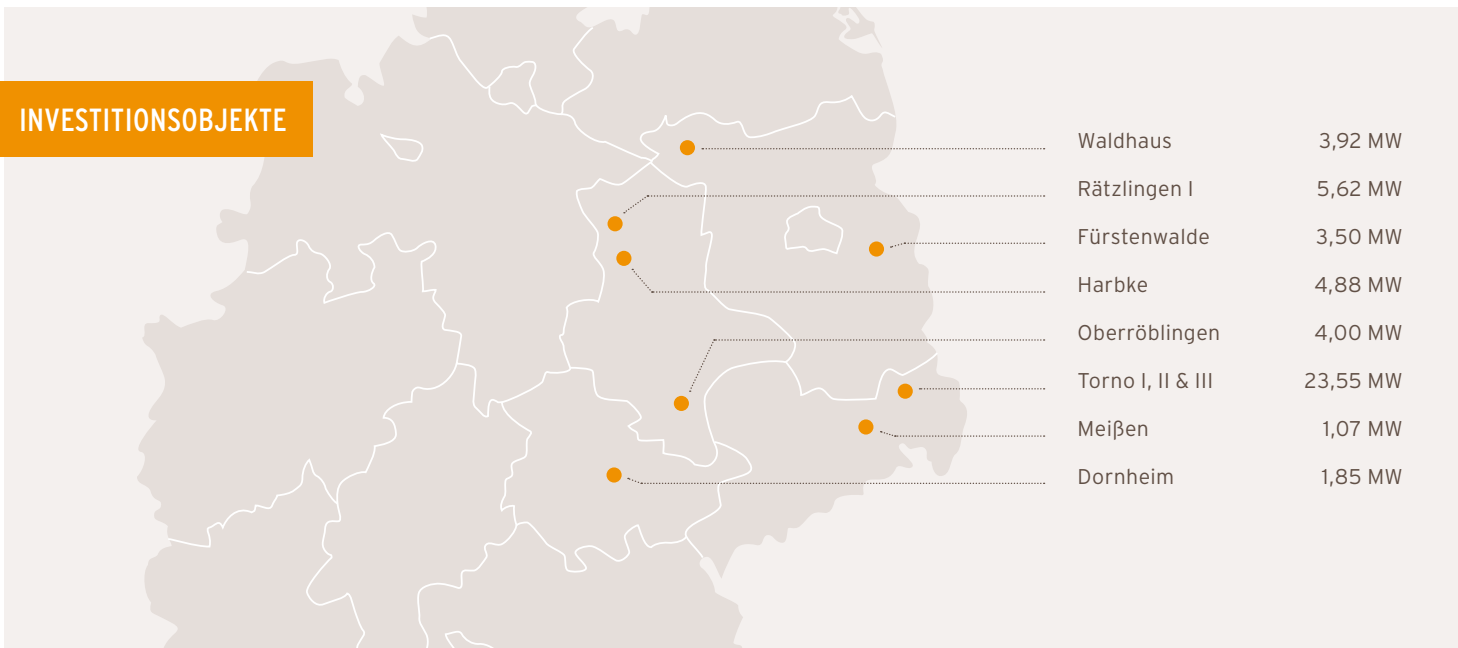 INVESTITIONSOBJEKTE
Waldhaus 3,92 MW
Rätzlingen I 5,62 MW
Fürstenwalde 3,50 MW
Harbke 4,88 MW
Oberröblingen 4,00 MW
Torno I, II & III 23,55 MW
Meißen 1,07 MW
Dornheim 1,85 MW